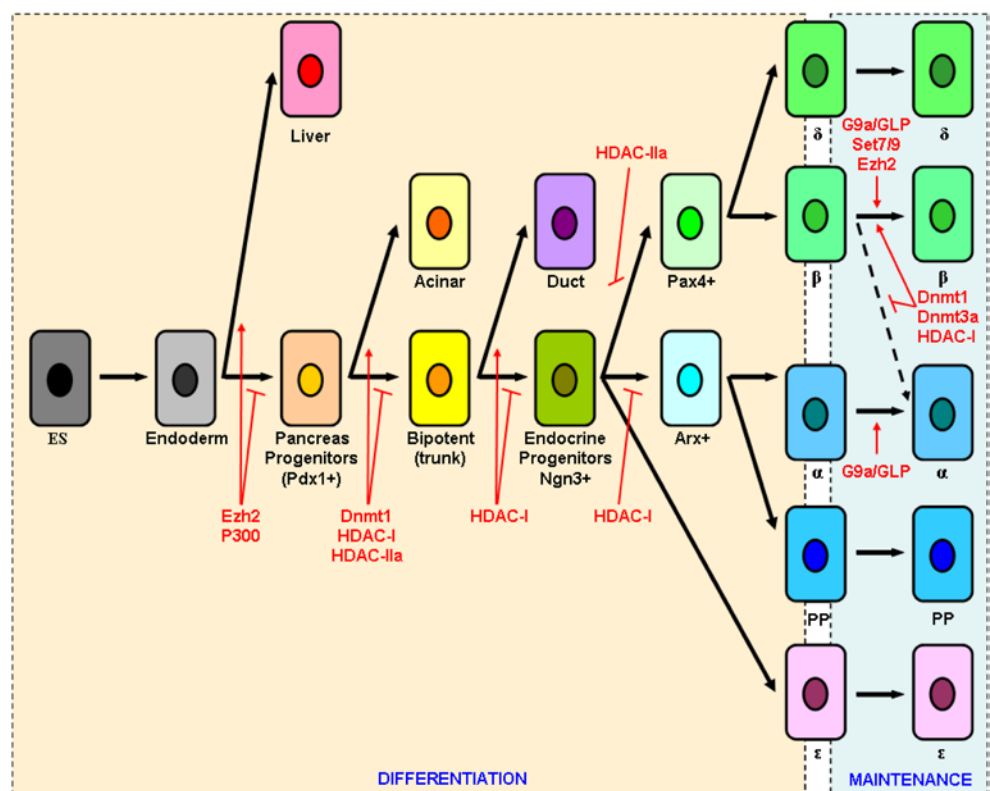 Liver
δ
δ
G9a/GLP
Set7/9
Ezh2
HDAC-IIa
Acinar
Duct
Pax4+
β
β
Dnmt1
Dnmt3a
HDAC-I
ES
Endoderm
Pancreas
Progenitors
(Pdx1+)
Bipotent
(trunk)
Endocrine
Progenitors
Ngn3+
Arx+
α
G9a/GLP
α
Ezh2
P300
Dnmt1
HDAC-I
HDAC-IIa
HDAC-I
HDAC-I
PP
PP
ε
ε
DIFFERENTIATION
MAINTENANCE